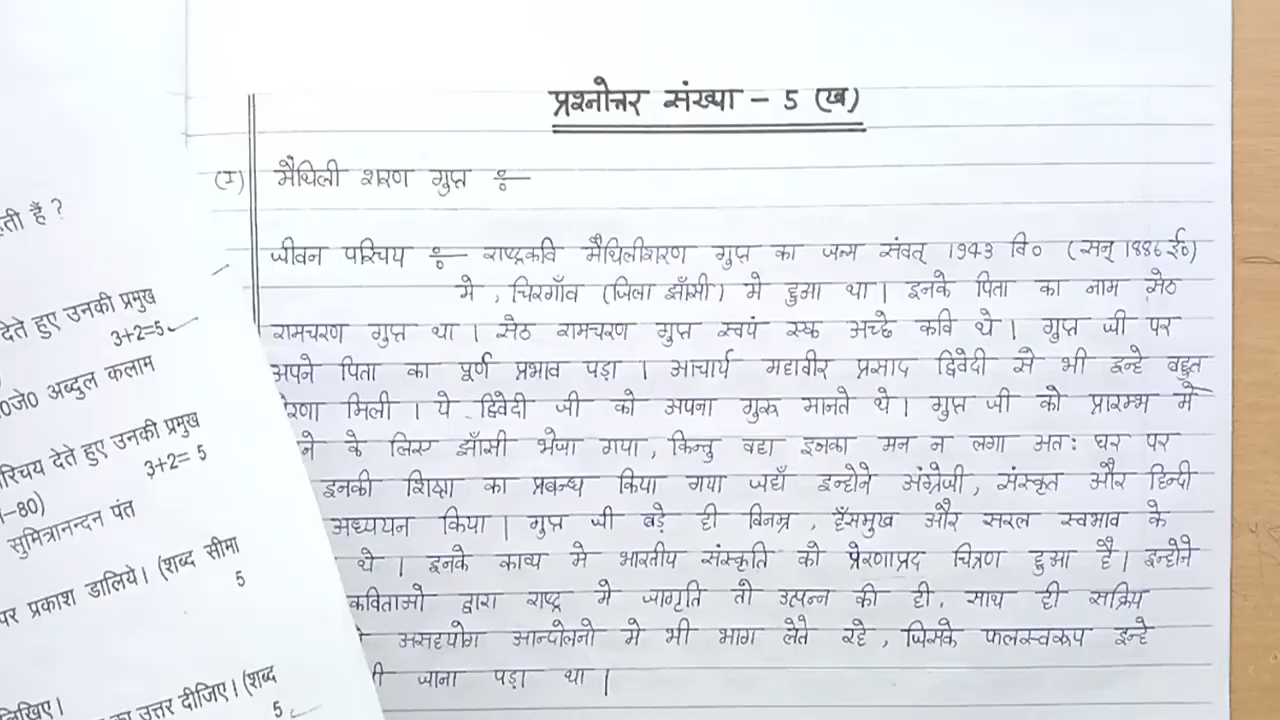 प्रश्नोत्तर संख्या - 5 (ख)
(I) मैथिली शरण गुप्त ÷
जीवन परिचय ÷ राष्ट्रकवि मैथिलीशरण गुप्त का जन्म संवत् 1943 वि० (सन् 1886 ई०)
मे, चिरगाँव (जिला झाँसी) मे हुआ था। इनके पिता का नाम सेठ
रामचरण गुप्त था। सेठ रामचरण गुप्त स्वयं एक अच्छे कवि थे। गुप्त जी पर
अपने पिता का पूर्ण प्रभाव पड़ा। आचार्य महावीर प्रसाद द्विवेदी से भी इन्हे बहुत
रेणा मिली। ये द्विवेदी जी को अपना गुरू मानते थे। गुप्त जी को प्रारम्भ में
ने के लिए झाँसी भेजा गया, किन्तु वहा इनका मन न लगा अतः घर पर
इनकी शिक्षा का प्रबन्ध किया गया जहाँ इन्होने अंग्रेजी, संस्कृत और हिन्दी
अध्ययन किया। गुप्त जी बड़े ही विनम्र, हँसमुख और सरल स्वभाव के
थे। इनके काव्य मे भारतीय संस्कृति को प्रेरणाप्रद चित्रण हुआ है। इन्होने
कविताओ द्वारा राष्ट्र मे जागृति तो उत्पन्न की ही, साथ ही सक्रिय
असहयोग आन्दोलनो मे भी भाग लेते रहे, जिसके फलस्वरूप इन्हे
जाना पड़ा था।
ती हैं ?
देते हुए उनकी प्रमुख
3+2=5
०जे० अब्दुल कलाम
रिचय देते हुए उनकी प्रमुख
3+2= 5
-80)
सुमित्रानन्दन पंत
पर प्रकाश डालिये। (शब्द सीमा
5
लिखिए।
का उत्तर दीजिए। (शब्द
5